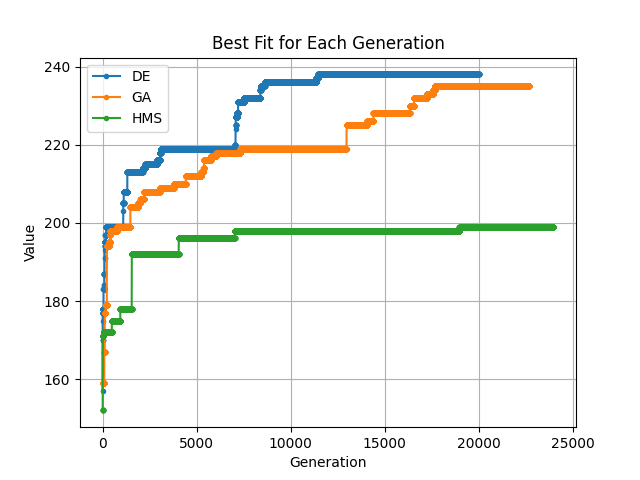 Best Fit for Each Generation
DE
GA
HMS
240
220
200
180
160
Value
0
5000
10000
15000
20000
25000
Generation